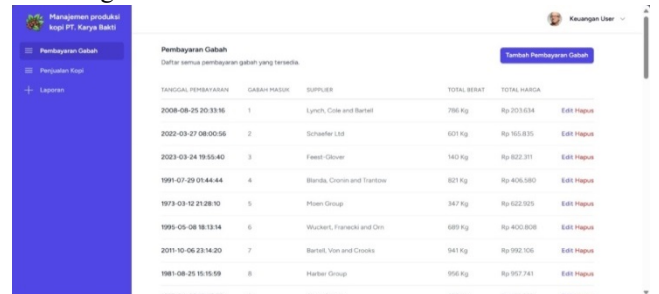 Manajemen produksi
kopi PT. Karya Bakti
Keuangan User
Pembayaran Gabah
Penjualan Kopi
Laporan
Pembayaran Gabah
Daftar semua pembayaran gabah yang tersedia.
Tambah Pembayaran Gabah
TANGGAL PEMBAYARAN GABAH MASUK SUPPLIER TOTAL BERAT TOTAL HARGA
2008-08-25 20:33:16 1 Lynch, Cole and Bartell 786 Kg Rp 203.634 Edit Hapus
2022-03-27 08:00:56 2 Schaefer Ltd 601 Kg Rp 165.835 Edit Hapus
2023-03-24 19:55:40 3 Feest-Glover 140 Kg Rp 822.311 Edit Hapus
1991-07-29 01:44:44 4 Blanda, Cronin and Trantow 821 Kg Rp 406.580 Edit Hapus
1973-03-12 21:28:10 5 Moen Group 347 Kg Rp 622.925 Edit Hapus
1995-05-08 18:13:14 6 Wuckert, Franecki and Orn 689 Kg Rp 400.808 Edit Hapus
2011-10-06 23:14:20 7 Bartell, Von and Crooks 941 Kg Rp 992.106 Edit Hapus
1981-08-25 15:15:59 8 Harber Group 956 Kg Rp 957.741 Edit Hapus